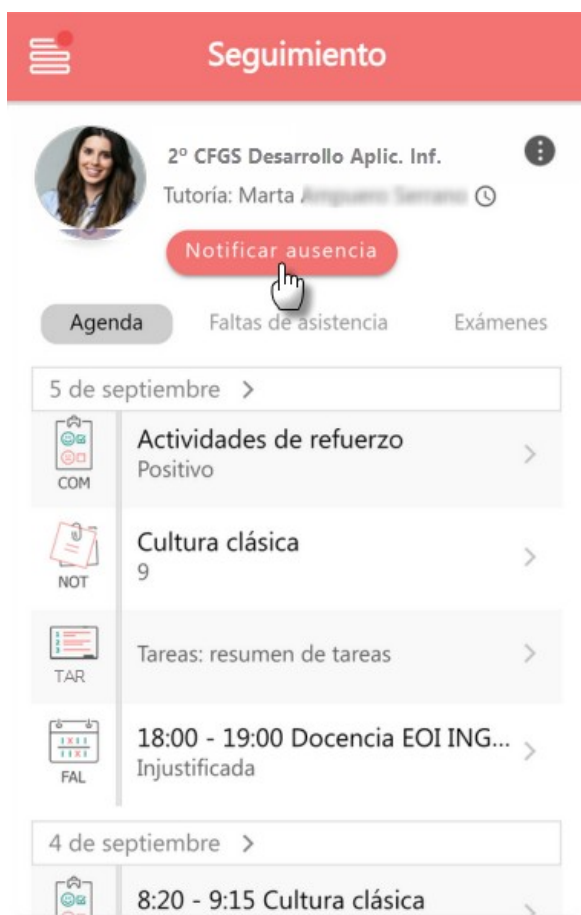 Seguimiento
2º CFGS Desarrollo Aplic. Inf.
Tutoría: Marta
Notificar ausencia
Agenda Faltas de asistencia Exámenes
5 de septiembre >
COM
Actividades de refuerzo
Positivo
NOT
Cultura clásica
9
TAR
Tareas: resumen de tareas
FAL
18:00 - 19:00 Docencia EOI ING...
Injustificada
4 de septiembre >
8:20 - 9:15 Cultura clásica